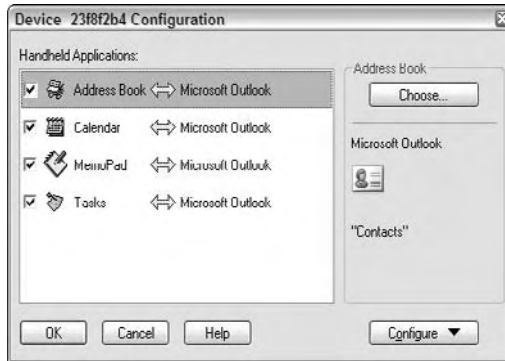 Device 23f8f2b4 Configuration
Handheld Applications:
Address Book Microsoft Outlook
Calendar Microsoft Outlook
MemoPad Microsoft Outlook
Tasks Microsoft Outlook
Address Book
Choose...
Microsoft Outlook
"Contacts"
OK Cancel Help Configure